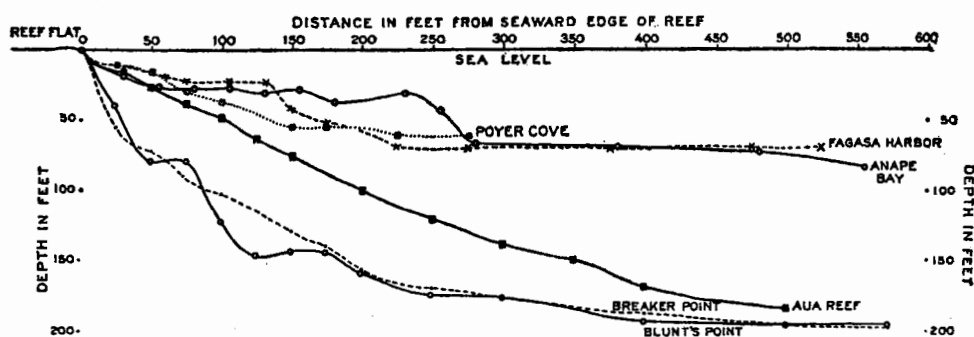 DISTANCE IN FEET FROM SEAWARD EDGE OF REEF
REEF FLAT
0 50 100 150 200 250 300 350 400 450 500 550 600
SEA LEVEL
50
50
POYER COVE
FAGASA HARBOR
ANAPE
BAY
100
100
DEPTH IN FEET
DEPTH IN FEET
150
150
BREAKER POINT
AUA REEF
BLUNT'S POINT
200
200